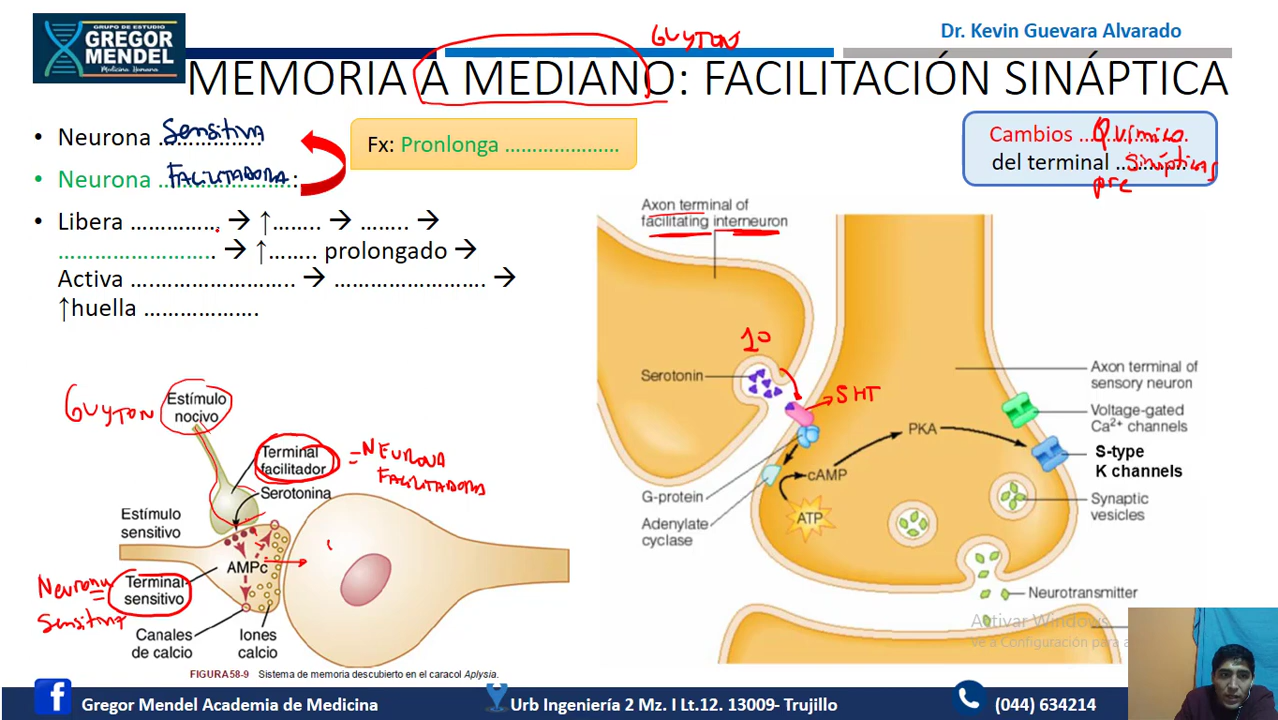 GRUPO DE ESTUDIO
GREGOR
MENDEL
Medicina Humana
Dr. Kevin Guevara Alvarado
GUYTON
MEMORIA A MEDIANO: FACILITACIÓN SINÁPTICA
• Neurona Sensitiva
• Neurona FACILITADORA
Fx: Pronlonga ...................
Cambios Químico
del terminal Sinápticas
pre
• Libera ............... → ↑........ → ........ →
.......................... → ↑........ prolongado →
Activa ......................... → ....................... →
↑huella ...................
Axon terminal of
facilitating interneuron
10
Serotonin
5HT
PKA
cAMP
ATP
G-protein
Adenylate
cyclase
Axon terminal of
sensory neuron
Voltage-gated
Ca2+ channels
S-type
K channels
Synaptic
vesicles
Neurotransmitter
GUYTON
Estímulo
nocivo
Terminal
facilitador
= NEURONA
FACILITADORA
Serotonina
Estímulo
sensitivo
AMPc
Neurona =
Sensitiva
Terminal
sensitivo
Canales
de calcio
Iones
calcio
FIGURA 58-9 Sistema de memoria descubierto en el caracol Aplysia.
Activar Windows
Ve a Configuración para a
f Gregor Mendel Academia de Medicina
Urb Ingeniería 2 Mz. I Lt.12. 13009- Trujillo
(044) 634214